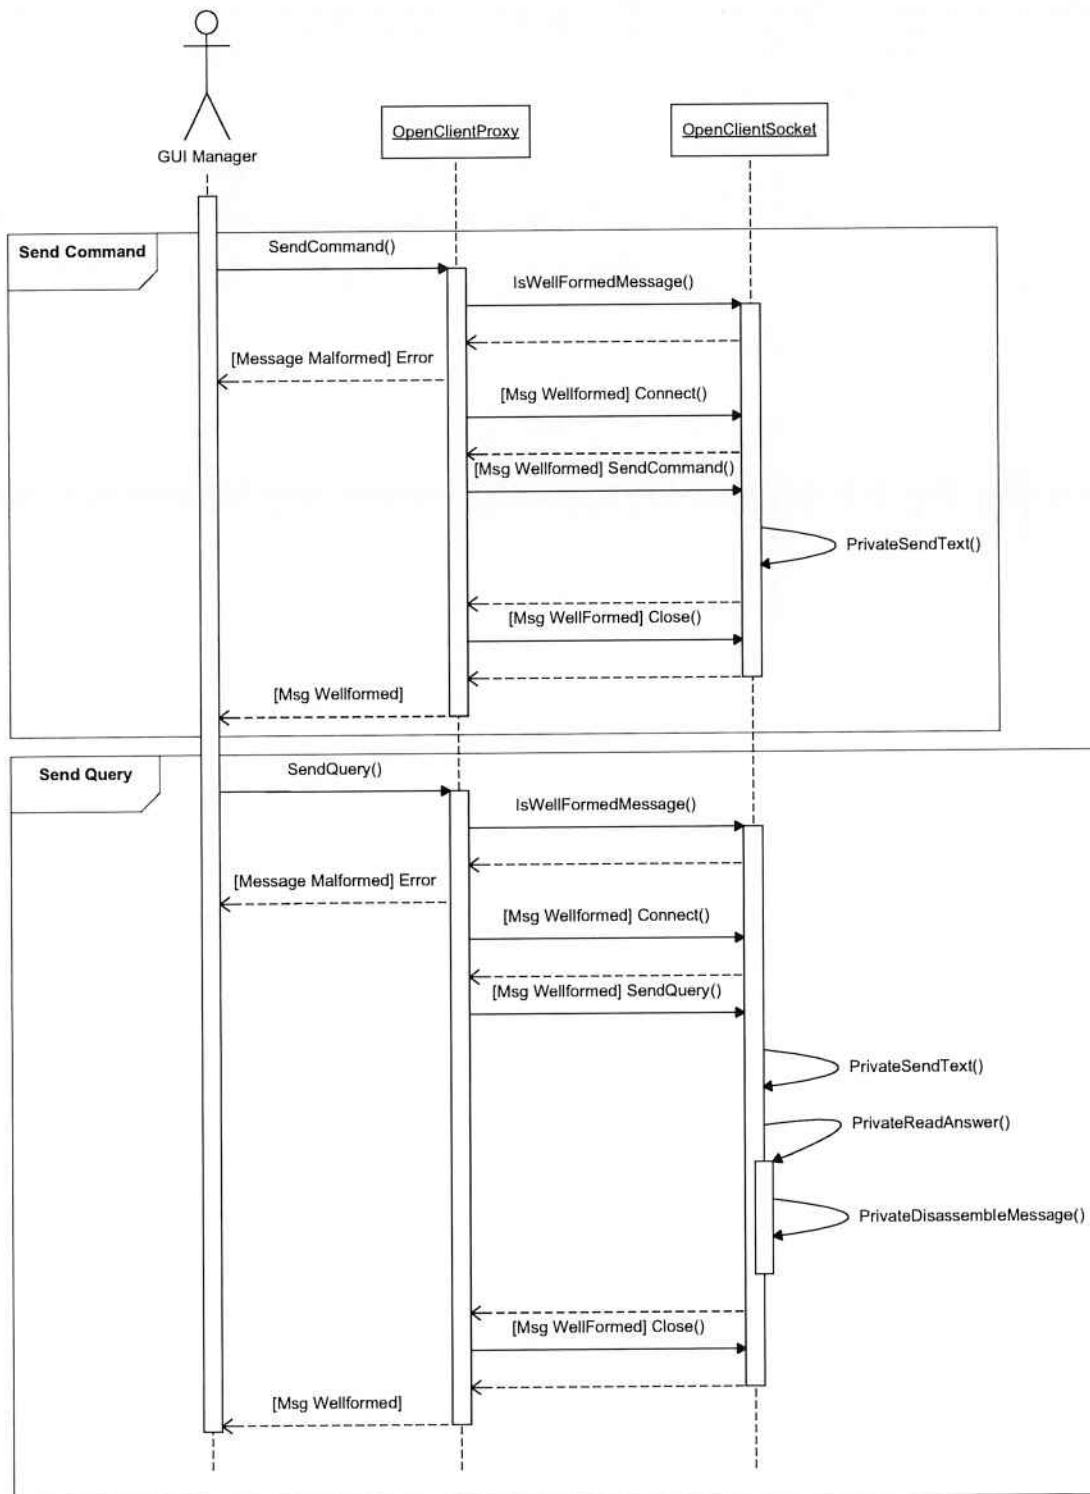 GUI Manager
OpenClientProxy
OpenClientSocket
Send Command
SendCommand()
IsWellFormedMessage()
[Message Malformed] Error
[Msg Wellformed] Connect()
[Msg Wellformed] SendCommand()
PrivateSendText()
[Msg WellFormed] Close()
[Msg Wellformed]
Send Query
SendQuery()
IsWellFormedMessage()
[Message Malformed] Error
[Msg Wellformed] Connect()
[Msg Wellformed] SendQuery()
PrivateSendText()
PrivateReadAnswer()
PrivateDisassembleMessage()
[Msg WellFormed] Close()
[Msg Wellformed]